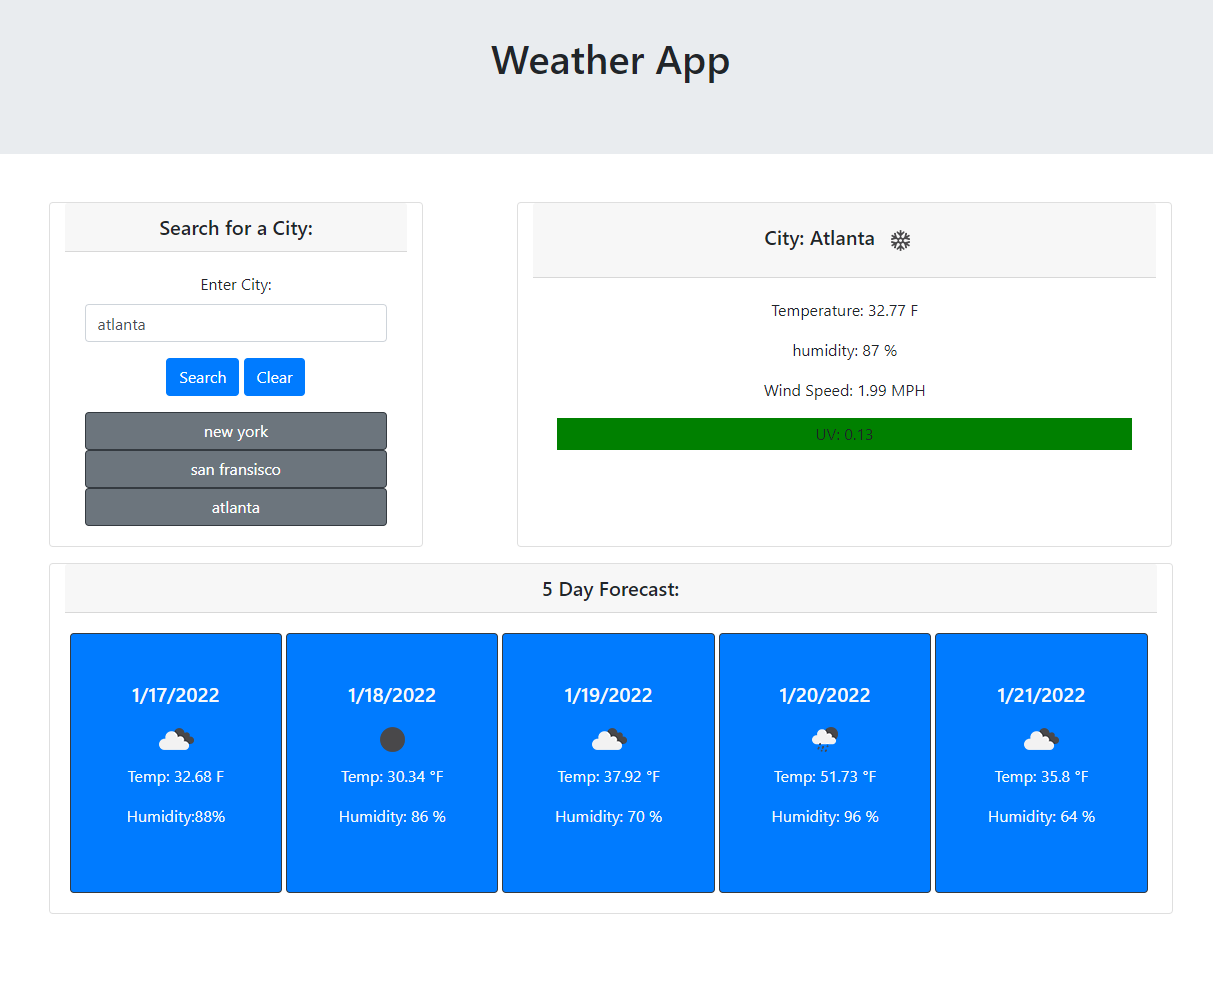 Weather App
Search for a City:
Enter City:
atlanta
Search Clear
new york
san fransisco
atlanta
City: Atlanta
Temperature: 32.77 F
humidity: 87 %
Wind Speed: 1.99 MPH
UV: 0.13
5 Day Forecast:
1/17/2022
Temp: 32.68 F
Humidity:88%
1/18/2022
Temp: 30.34 °F
Humidity: 86 %
1/19/2022
Temp: 37.92 °F
Humidity: 70 %
1/20/2022
Temp: 51.73 °F
Humidity: 96 %
1/21/2022
Temp: 35.8 °F
Humidity: 64 %